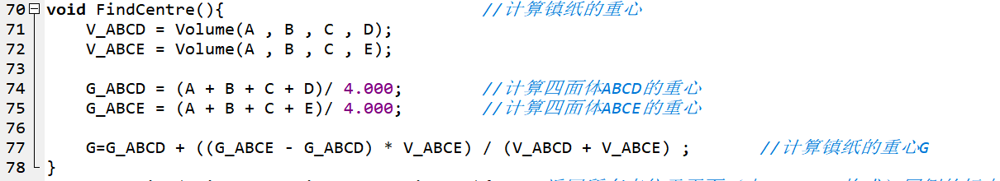 70 void FindCentre(){ //计算镇纸的重心
71 V_ABCD = Volume(A , B , C , D);
72 V_ABCE = Volume(A , B , C , E);
73
74 G_ABCD = (A + B + C + D)/ 4.000; //计算四面体ABCD的重心
75 G_ABCE = (A + B + C + E)/ 4.000; //计算四面体ABCE的重心
76
77 G=G_ABCD + ((G_ABCE - G_ABCD) * V_ABCE) / (V_ABCD + V_ABCE) ; //计算镇纸的重心G
78 }